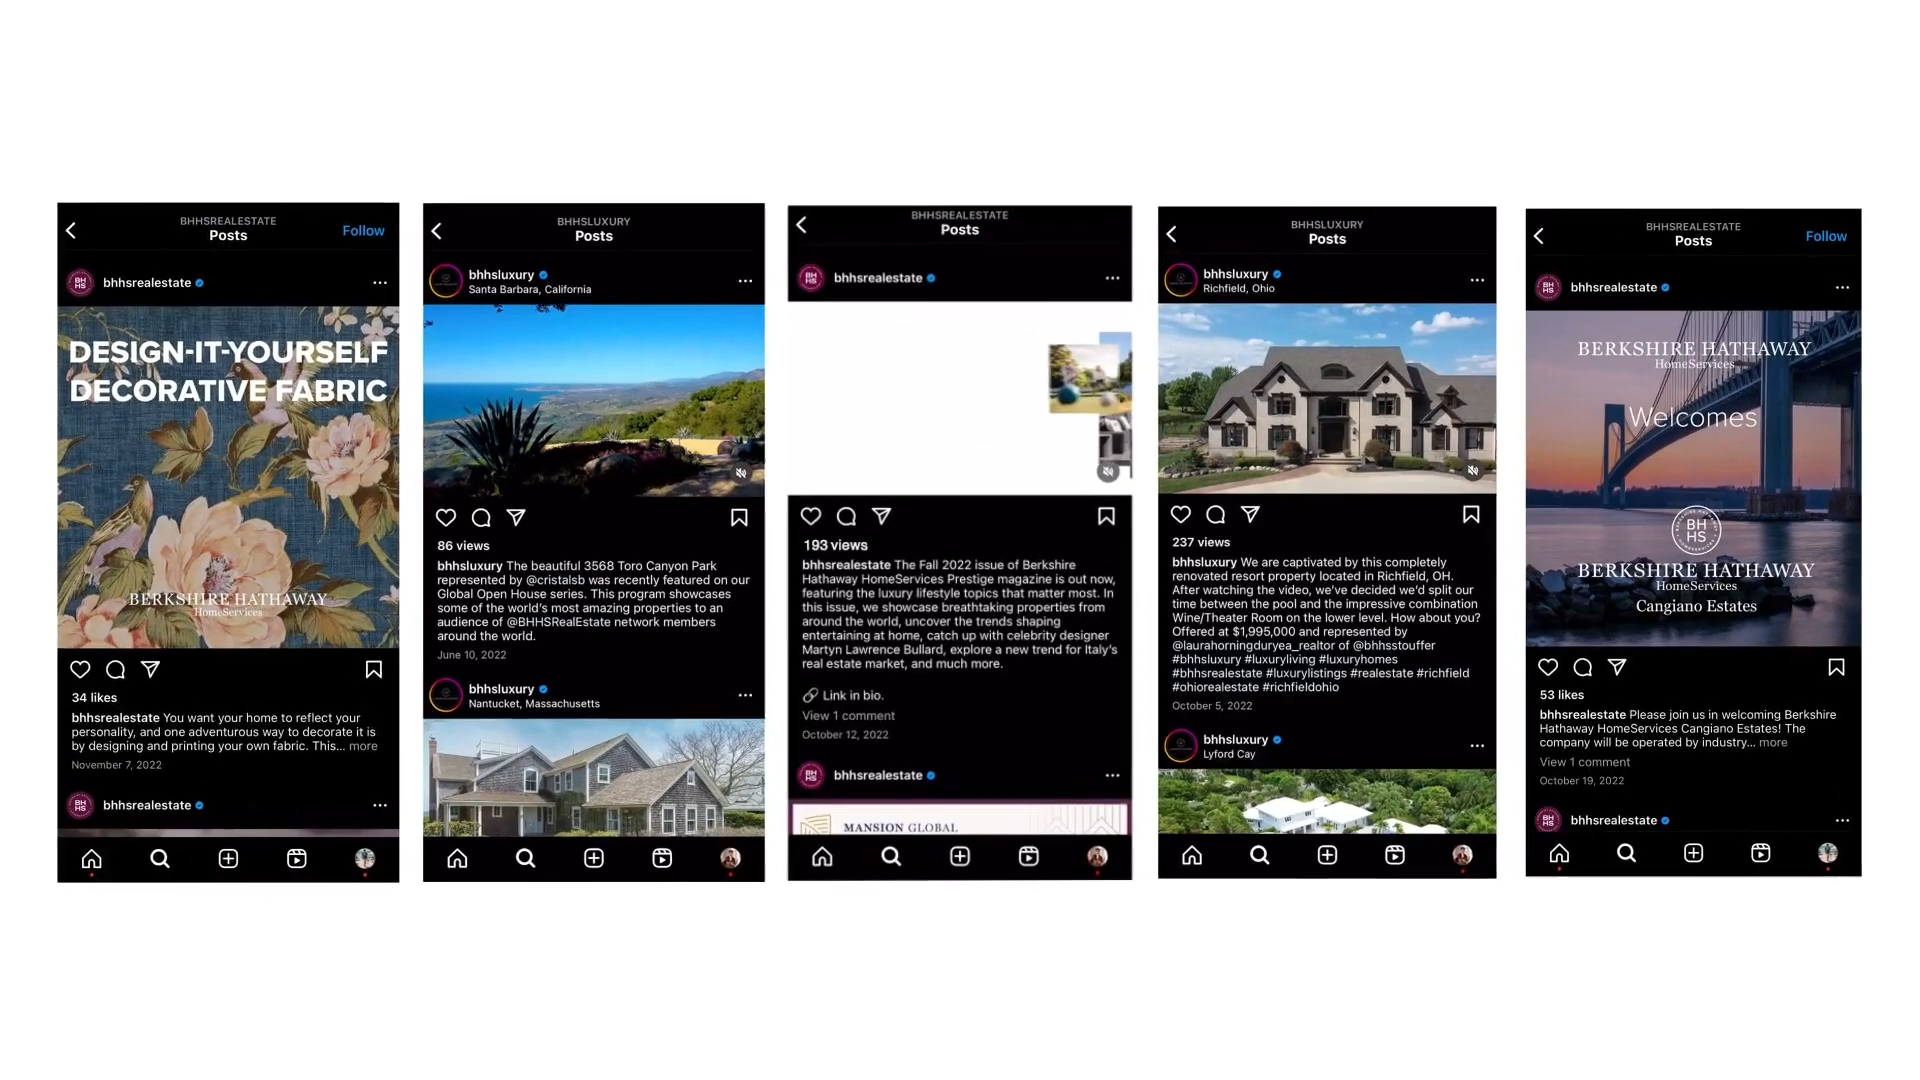 BHHSREALESTATE
Posts
Follow
bhhsrealestate
DESIGN-IT-YOURSELF
DECORATIVE FABRIC
BERKSHIRE HATHAWAY
HomeServices
34 likes
bhhsrealestate You want your home to reflect your
personality, and one adventurous way to decorate it is
by designing and printing your own fabric. This... more
November 7, 2022
bhhsrealestate
BHHSLUXURY
Posts
bhhsluxury
Santa Barbara, California
86 views
bhhsluxury The beautiful 3568 Toro Canyon Park
represented by @cristalsb was recently featured on our
Global Open House series. This program showcases
some of the world's most amazing properties to an
audience of @BHHSRealEstate network members
around the world.
June 10, 2022
bhhsluxury
Nantucket, Massachusetts
BHHSREALESTATE
Posts
BH
HS
bhhsrealestate
193 views
bhhsrealestate The Fall 2022 issue of Berkshire
Hathaway HomeServices Prestige magazine is out now,
featuring the luxury lifestyle topics that matter most. In
this issue, we showcase breathtaking properties from
around the world, uncover the trends shaping
entertaining at home, catch up with celebrity designer
Martyn Lawrence Bullard, explore a new trend for Italy's
real estate market, and much more.
Link in bio.
View 1 comment
October 12, 2022
BH
HS
bhhsrealestate
MANSION GLOBAL
BHHSLUXURY
Posts
bhhsluxury
Richfield, Ohio
237 views
bhhsluxury We are captivated by this completely
renovated resort property located in Richfield, OH.
After watching the video, we've decided we'd split our
time between the pool and the impressive combination
Wine/Theater Room on the lower level. How about you?
Offered at $1,995,000 and represented by
@laurahorningduryea_realtor of @bhhsstouffer
#bhhsluxury #luxuryliving #luxuryhomes
#bhhsrealestate #luxurylistings #realestate #richfield
#ohiorealestate #richfieldohio
October 5, 2022
bhhsluxury
Lyford Cay
BHHSREALESTATE
Posts
Follow
BH
HS
bhhsrealestate
BERKSHIRE HATHAWAY
HomeServices
Welcomes
BH
HS
BERKSHIRE HATHAWAY
HomeServices
Cangiano Estates
53 likes
bhhsrealestate Please join us in welcoming Berkshire
Hathaway HomeServices Cangiano Estates! The
company will be operated by industry... more
View 1 comment
October 19, 2022
BH
HS
bhhsrealestate